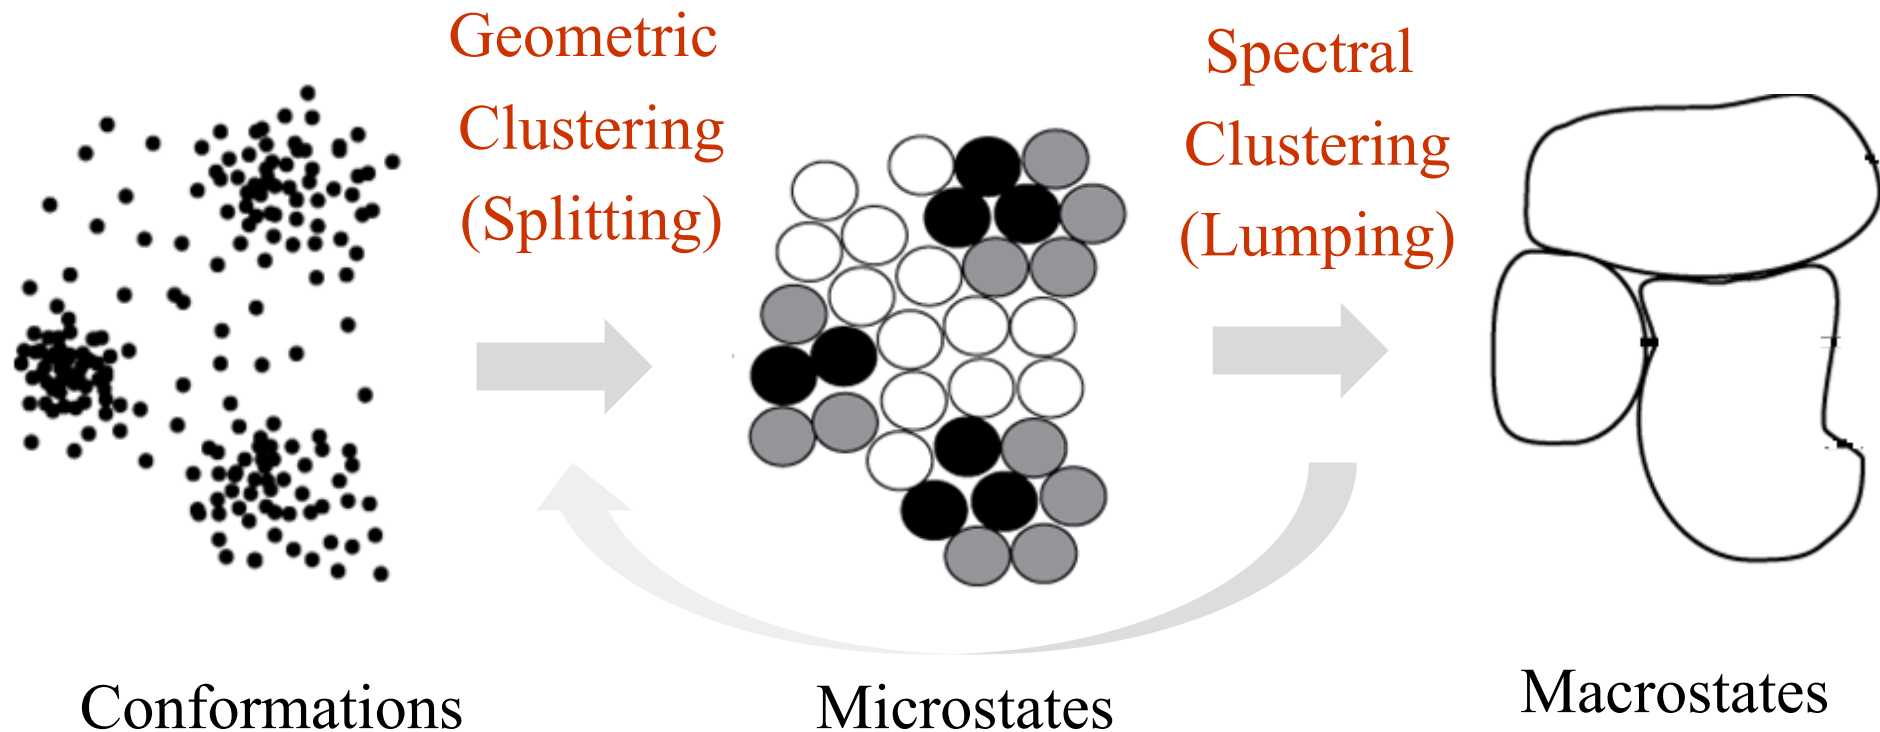 Geometric
Clustering
(Splitting)
Spectral
Clustering
(Lumping)
Conformations
Microstates
Macrostates